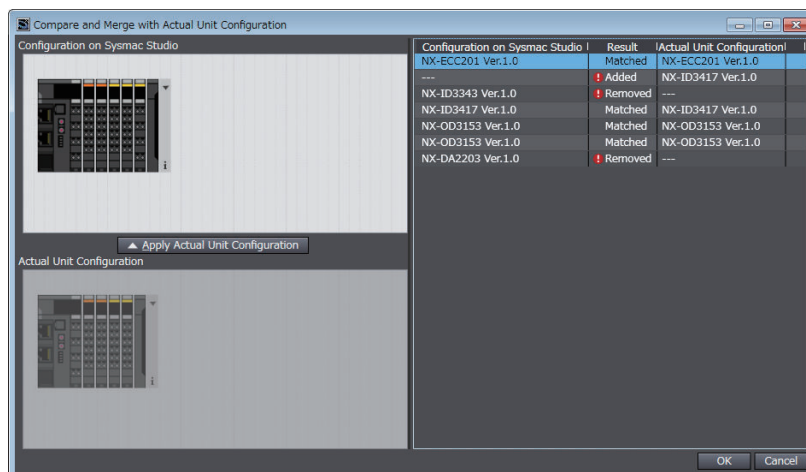 Compare and Merge with Actual Unit Configuration
Configuration on Sysmac Studio
Apply Actual Unit Configuration
Actual Unit Configuration
Configuration on Sysmac Studio Result Actual Unit Configuration
NX-ECC201 Ver.1.0 Matched NX-ECC201 Ver.1.0
--- Added NX-ID3417 Ver.1.0
NX-ID3343 Ver.1.0 Removed ---
NX-ID3417 Ver.1.0 Matched NX-ID3417 Ver.1.0
NX-OD3153 Ver.1.0 Matched NX-OD3153 Ver.1.0
NX-OD3153 Ver.1.0 Matched NX-OD3153 Ver.1.0
NX-DA2203 Ver.1.0 Removed ---
OK Cancel